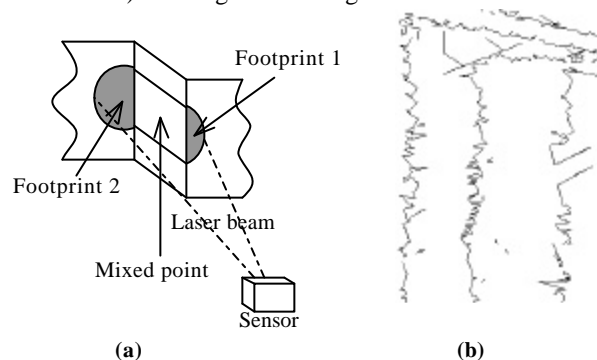 Footprint 1
Footprint 2
Laser beam
Mixed point
Sensor
(a)
(b)